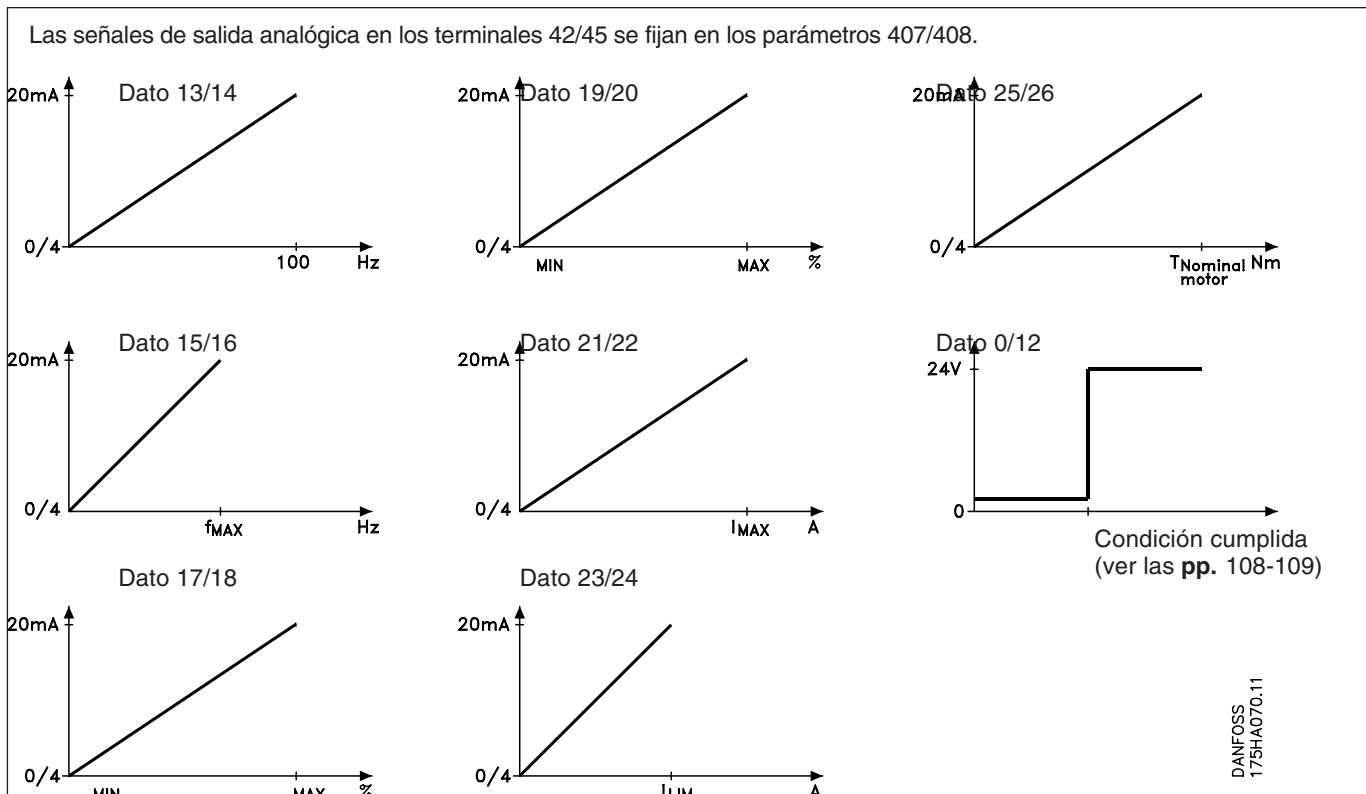 Las señales de salida analógica en los terminales 42/45 se fijan en los parámetros 407/408.
Dato 13/14
20mA
0/4
100 Hz
Dato 19/20
20mA
0/4
MIN MAX %
Dato 25/26
20mA
0/4
TNominal Nm
motor
Dato 15/16
20mA
0/4
fMAX Hz
Dato 21/22
20mA
0/4
IMAX A
Dato 0/12
24V
0
Condición cumplida
(ver las pp. 108-109)
Dato 17/18
20mA
0/4
MIN MAX %
Dato 23/24
20mA
0/4
ILIM A
DANFOSS
175HA070.11